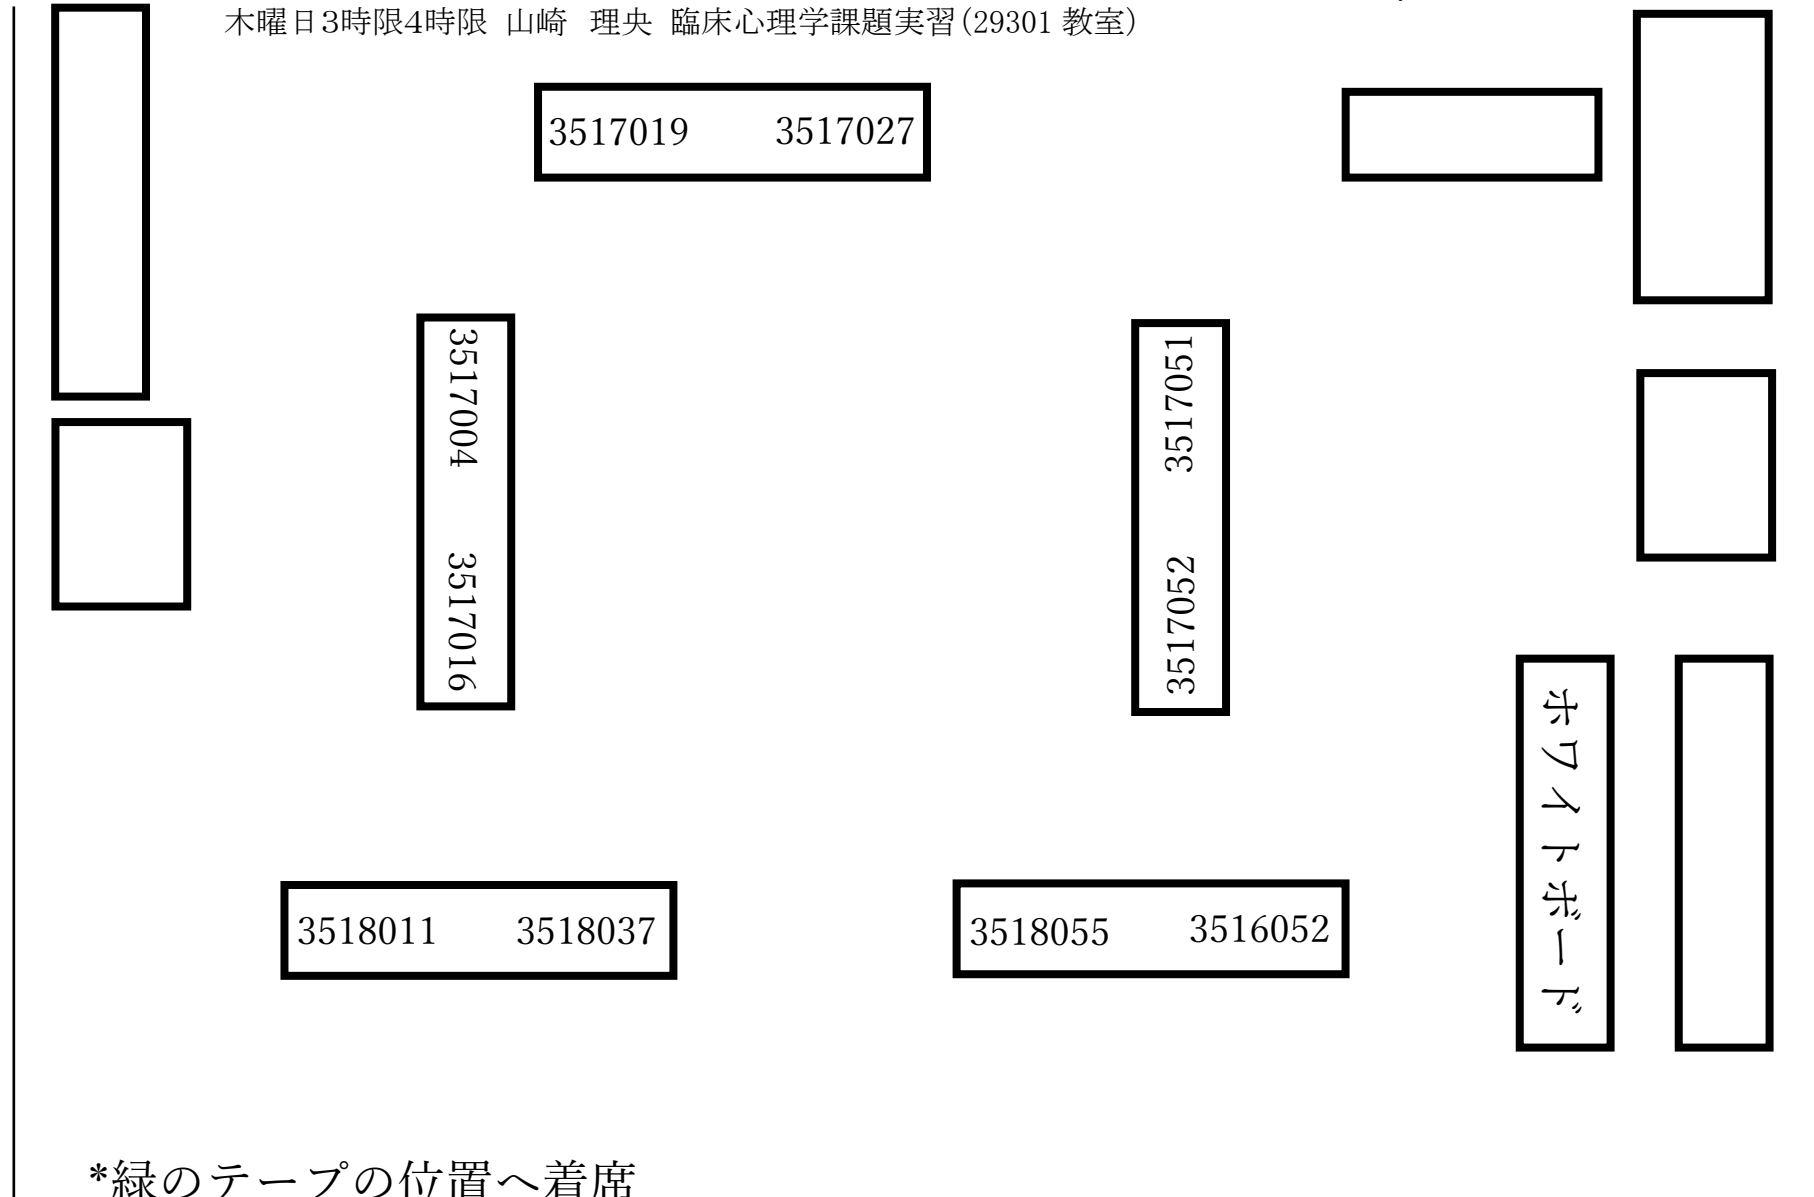 木曜日3時限4時限 山崎 理央 臨床心理学課題実習(29301 教室)
3517019 3517027
3517004 3517016
3517051 3517052
ホワイトボード
3518011 3518037
3518055 3516052
*緑のテープの位置へ着席